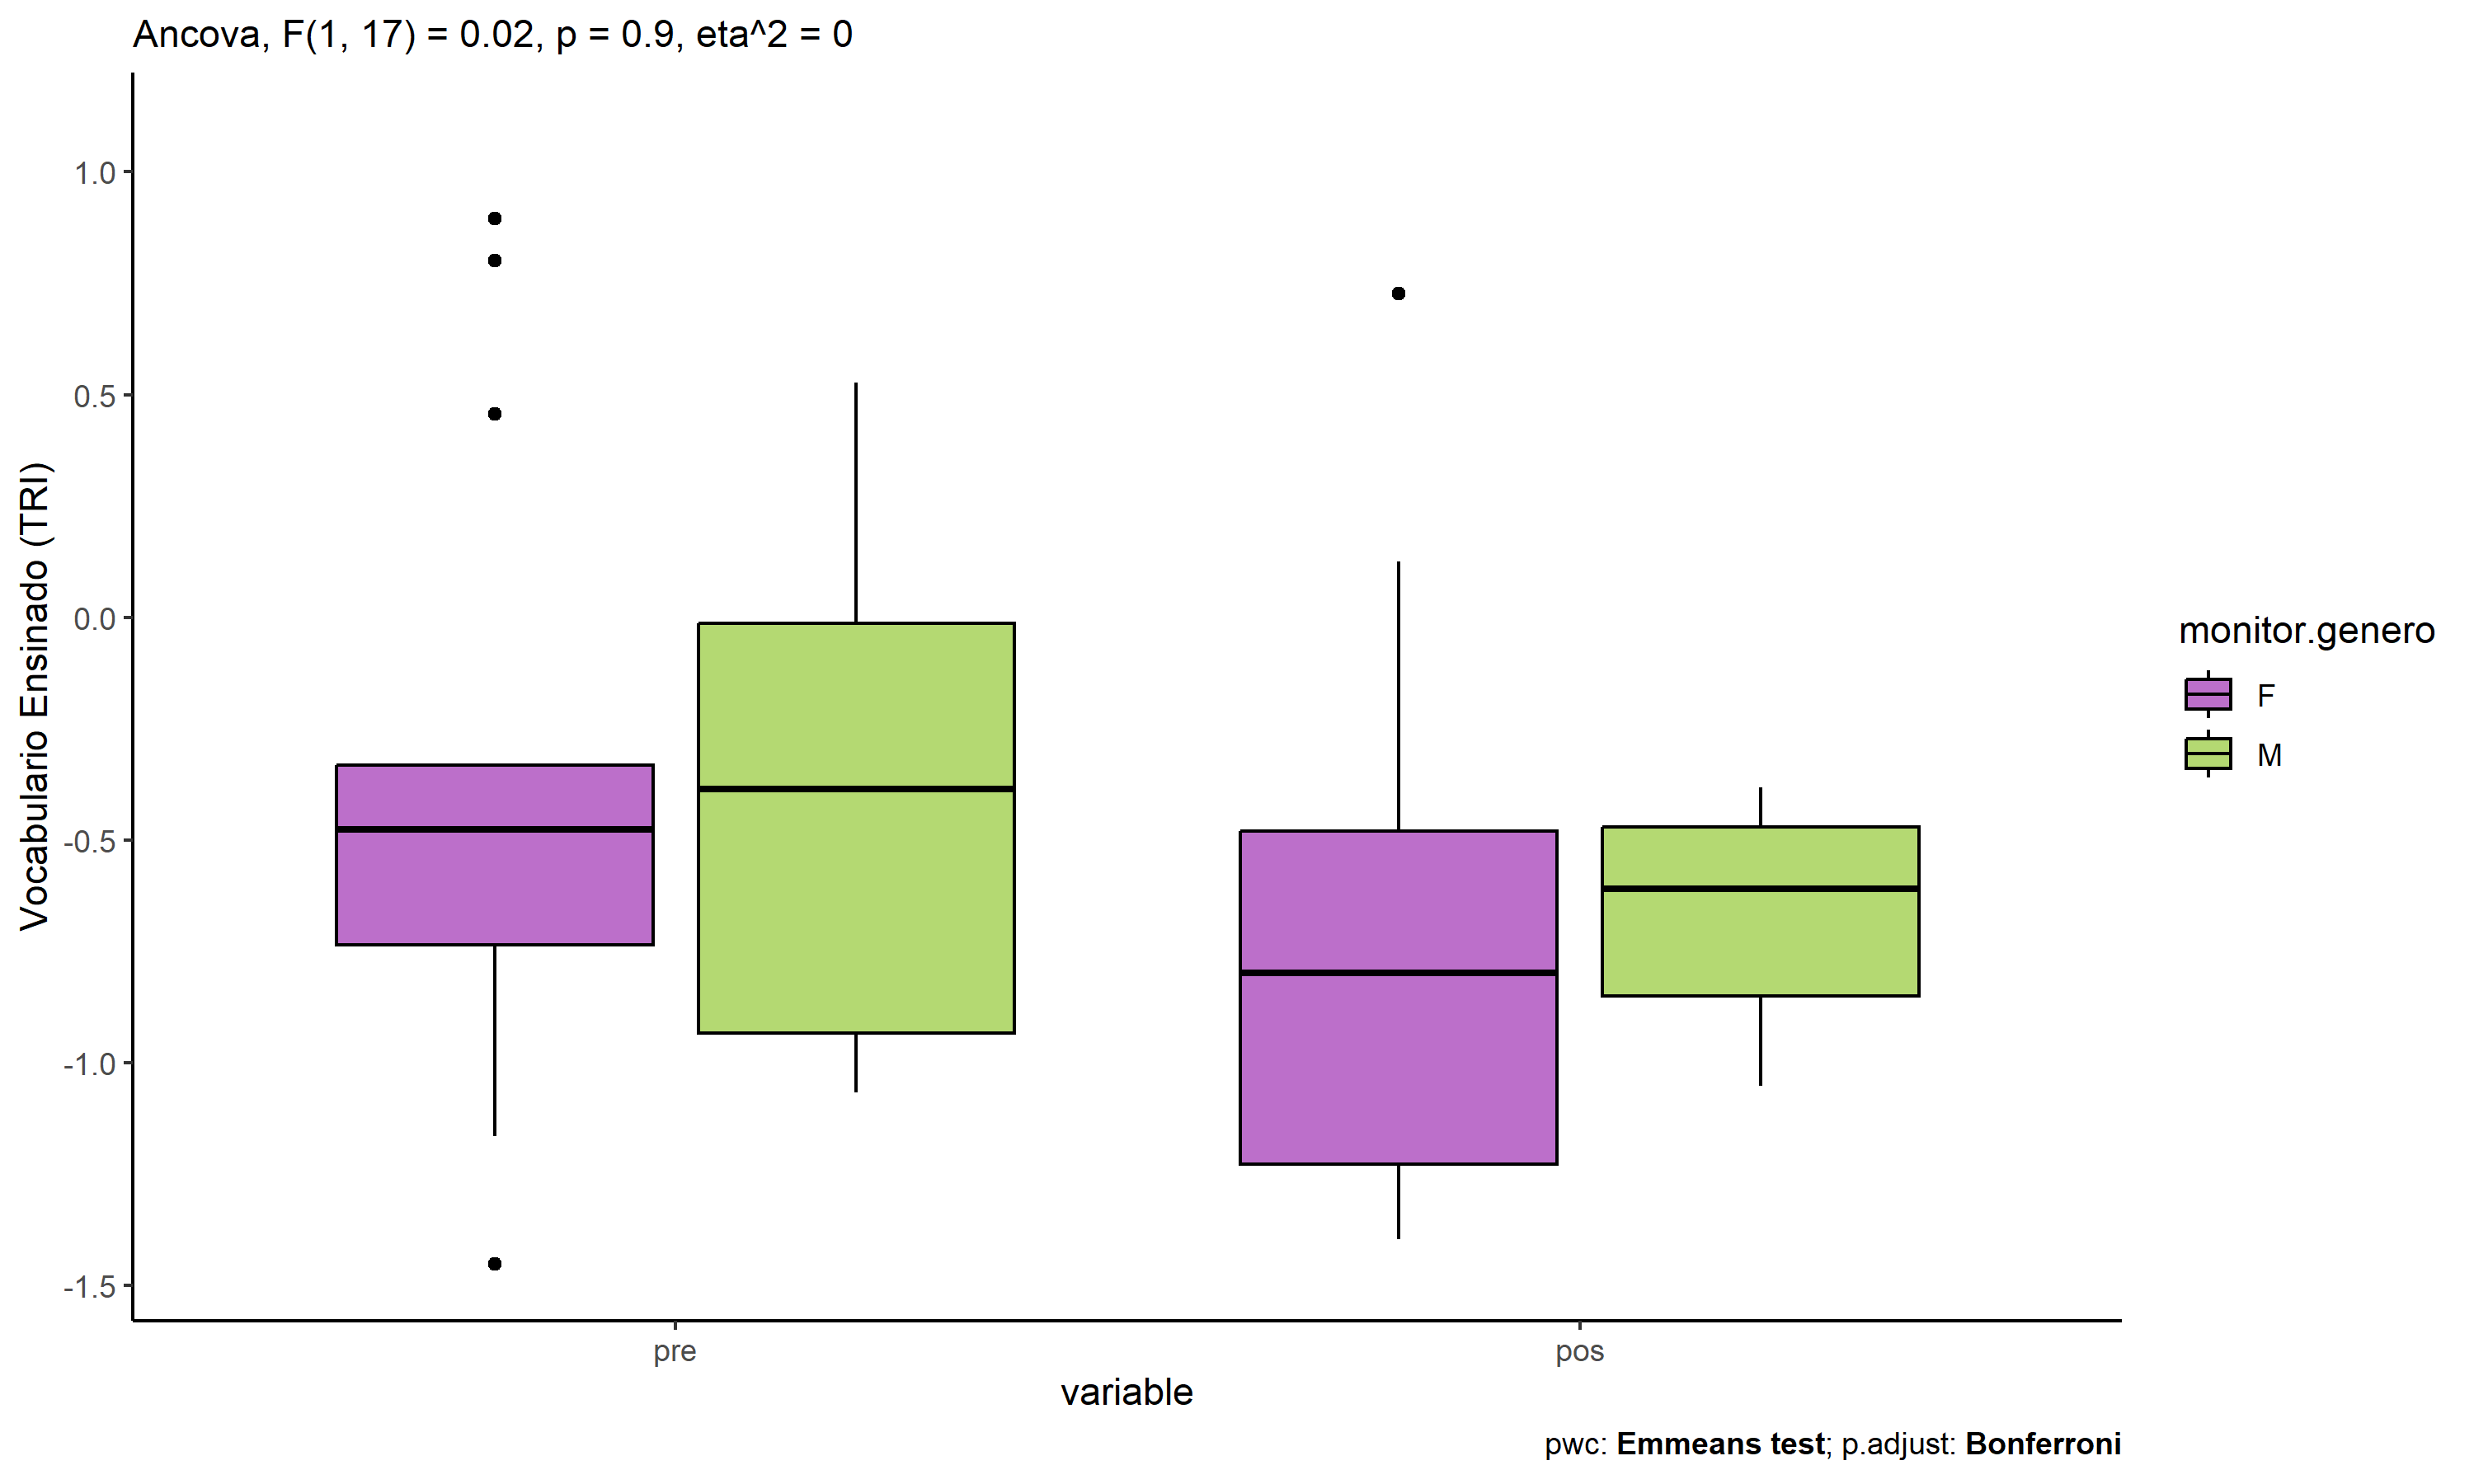 Ancova, F(1, 17) = 0.02, p = 0.9, eta^2 = 0
Vocabulario Ensinado (TRI)
1.0
0.5
0.0
-0.5
-1.0
-1.5
pre
pos
variable
monitor.genero
F
M
pwc: Emmeans test; p.adjust: Bonferroni